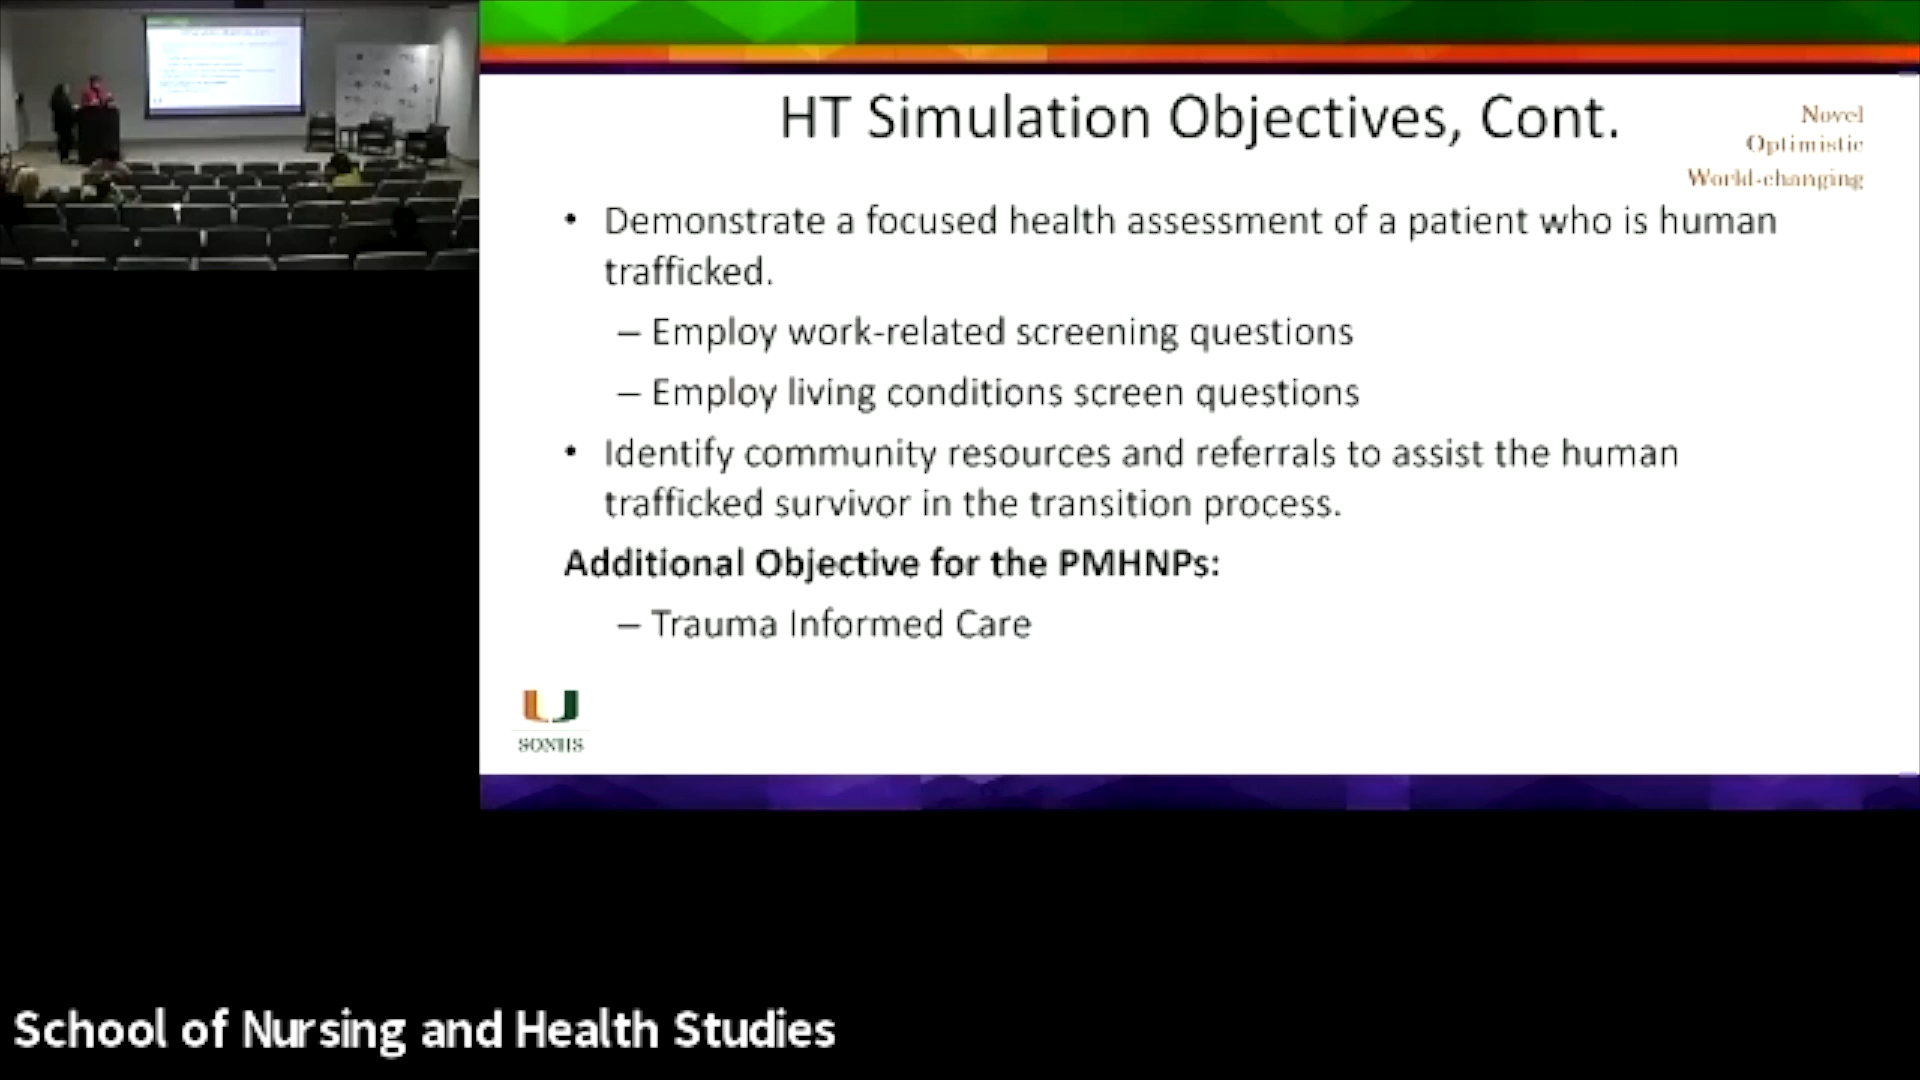 HT Simulation Objectives, Cont.
Novel
Optimistic
World-changing
• Demonstrate a focused health assessment of a patient who is human
trafficked.
– Employ work-related screening questions
– Employ living conditions screen questions
• Identify community resources and referrals to assist the human
trafficked survivor in the transition process.
Additional Objective for the PMHNPs:
– Trauma Informed Care
U
SONHS
School of Nursing and Health Studies